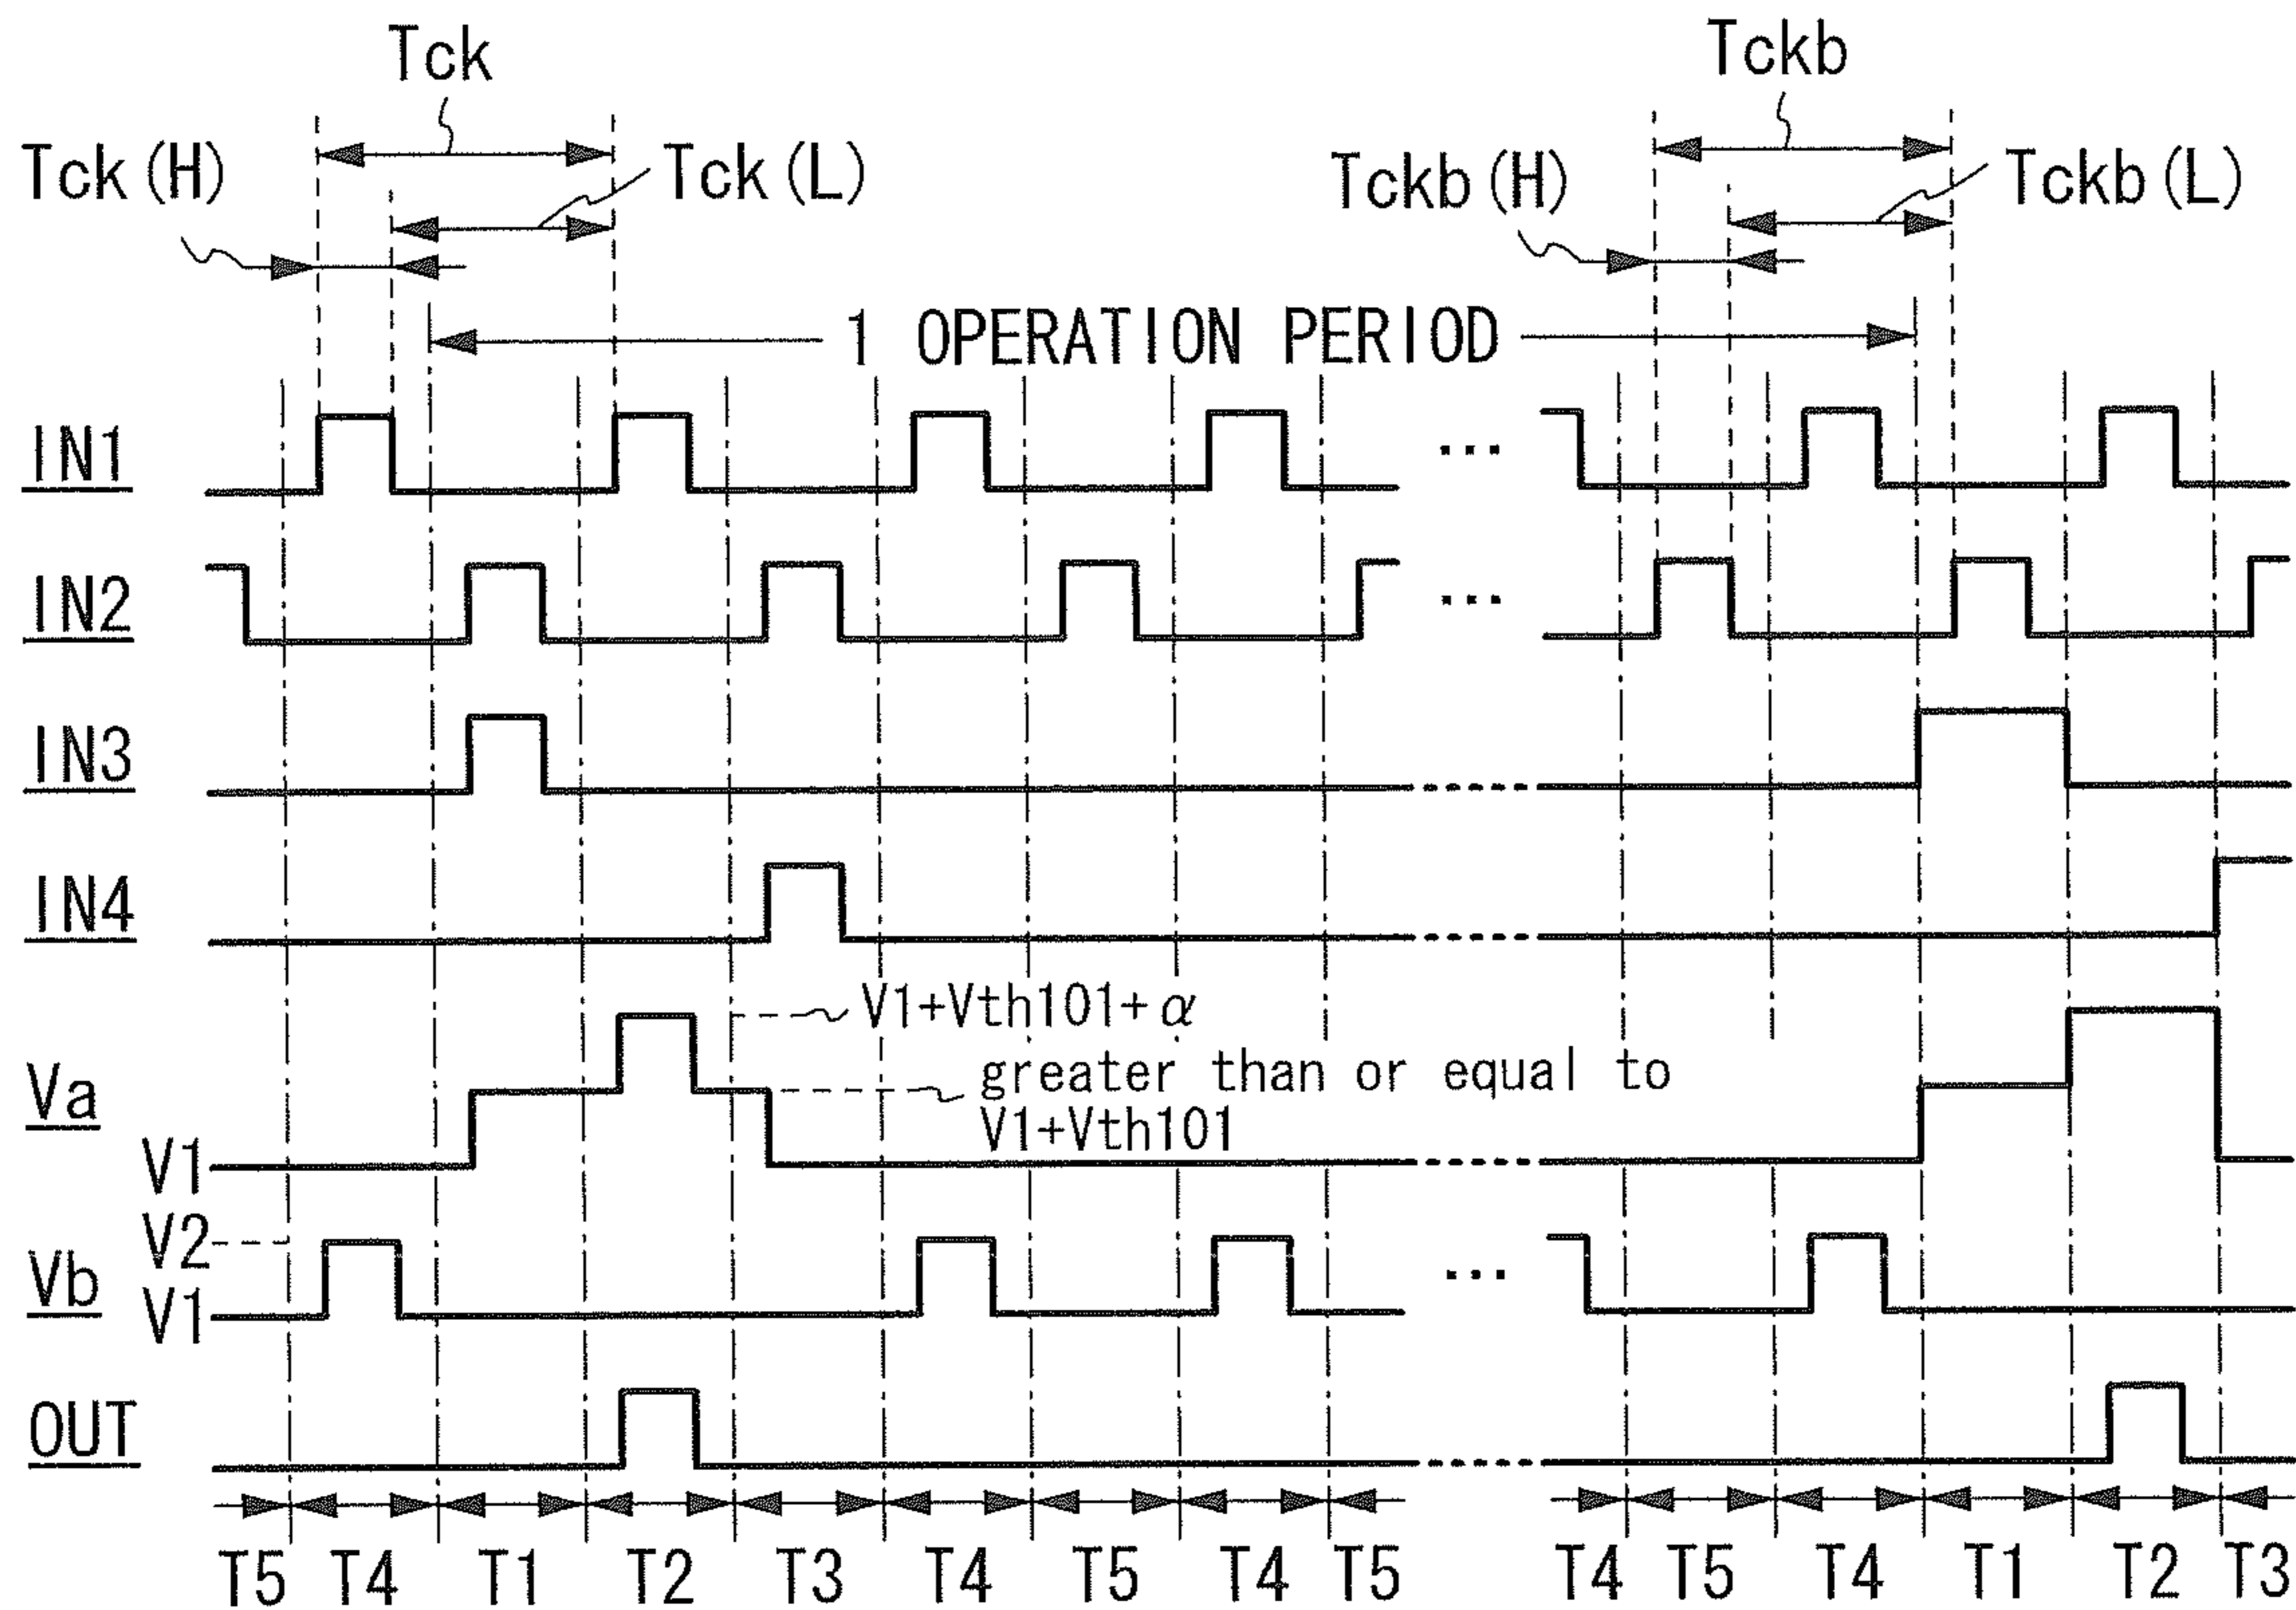 Tck
Tckb
Tck(H)
Tck(L)
Tckb(H)
Tckb(L)
1 OPERATION PERIOD
IN1
...
IN2
...
IN3
IN4
V1+Vth101+α
greater than or equal to
V1+Vth101
Va
V1
V2
Vb
V1
...
OUT
T5 T4 T1 T2 T3 T4 T5 T4 T5 T4 T5 T4 T1 T2 T3